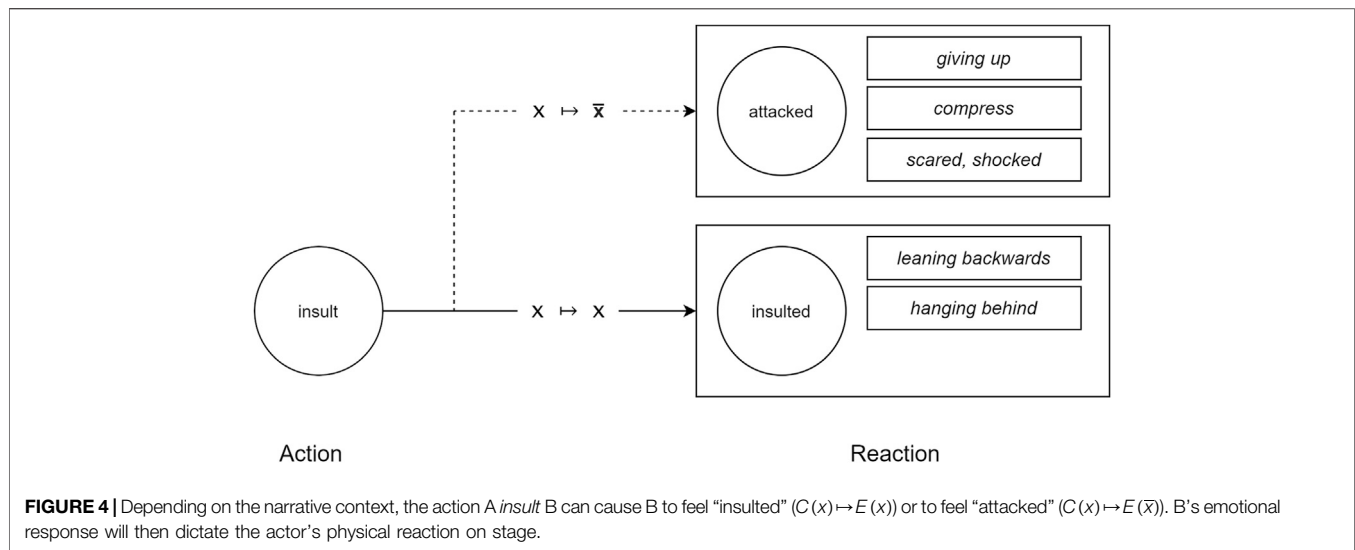 giving up
x ↦ x̄
attacked
compress
scared, shocked
insult
x ↦ x
insulted
leaning backwards
hanging behind
Action
Reaction
FIGURE 4 | Depending on the narrative context, the action A insult B can cause B to feel “insulted” (C(x)↦E(x)) or to feel “attacked” (C(x)↦E(x̄)). B’s emotional
response will then dictate the actor’s physical reaction on stage.